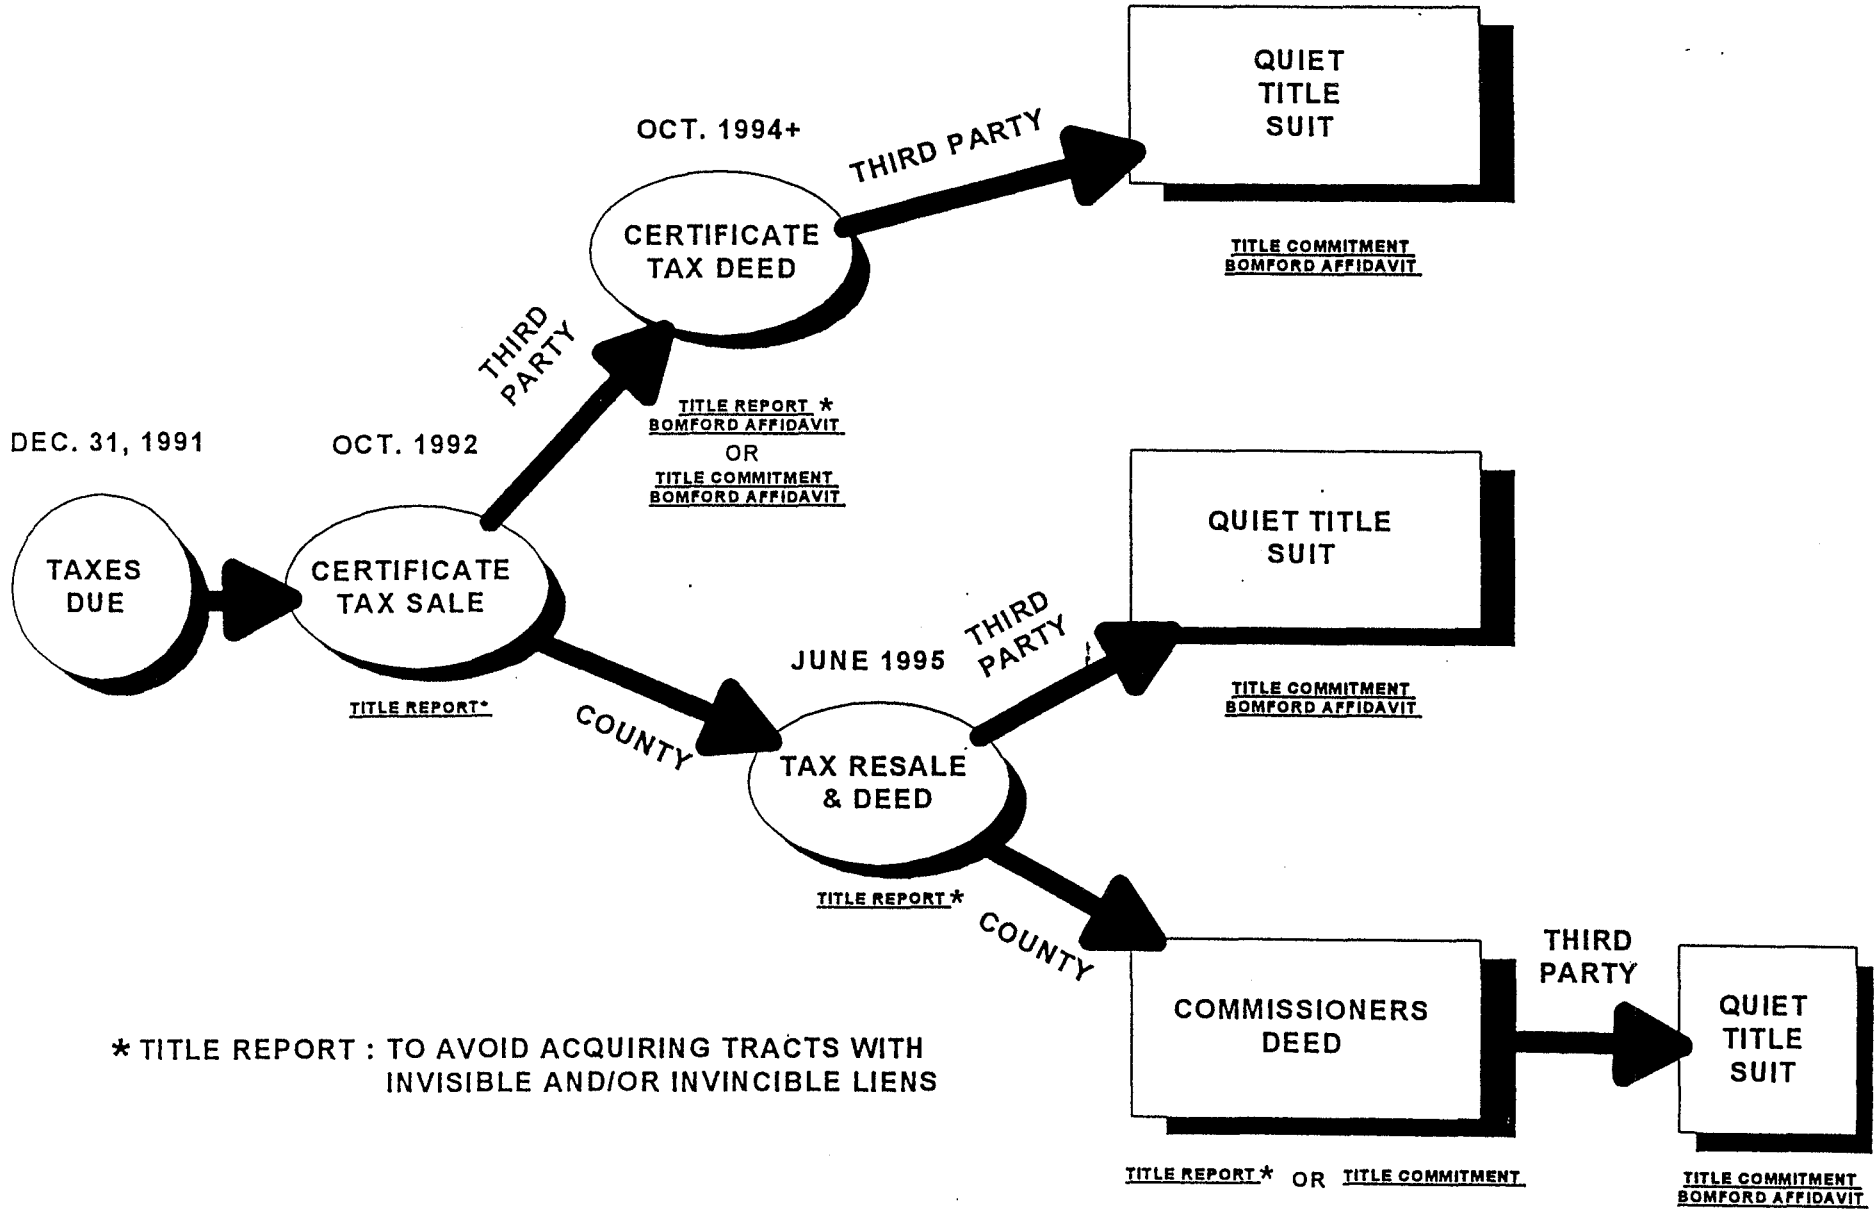 QUIET
TITLE
SUIT
OCT. 1994+
THIRD PARTY
CERTIFICATE
TAX DEED
TITLE COMMITMENT
BOMFORD AFFIDAVIT
THIRD
PARTY
TITLE REPORT *
BOMFORD AFFIDAVIT
OR
TITLE COMMITMENT
BOMFORD AFFIDAVIT
DEC. 31, 1991
OCT. 1992
TAXES
DUE
CERTIFICATE
TAX SALE
TITLE REPORT*
QUIET TITLE
SUIT
THIRD
PARTY
JUNE 1995
TITLE COMMITMENT
BOMFORD AFFIDAVIT
COUNTY
TAX RESALE
& DEED
TITLE REPORT *
COUNTY
COMMISSIONERS
DEED
THIRD
PARTY
QUIET
TITLE
SUIT
* TITLE REPORT : TO AVOID ACQUIRING TRACTS WITH
INVISIBLE AND/OR INVINCIBLE LIENS
TITLE REPORT * OR TITLE COMMITMENT
TITLE COMMITMENT
BOMFORD AFFIDAVIT